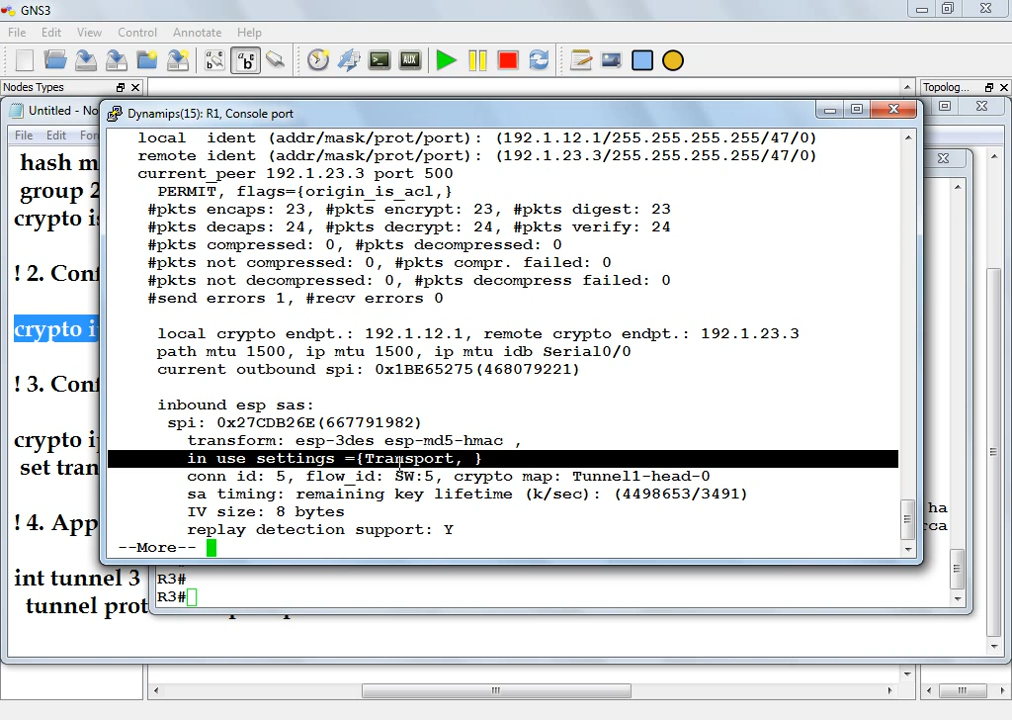 GNS3
File Edit View Control Annotate Help
Nodes Types
Topolog...
Untitled - No
File Edit For
Dynamips(15): R1, Console port
hash m
group 2
crypto is
! 2. Conf
crypto i
! 3. Conf
crypto ip
set tran
! 4. App
int tunnel 3
tunnel prot
local  ident (addr/mask/prot/port): (192.1.12.1/255.255.255.255/47/0)
remote ident (addr/mask/prot/port): (192.1.23.3/255.255.255.255/47/0)
current_peer 192.1.23.3 port 500
PERMIT, flags={origin_is_acl,}
#pkts encaps: 23, #pkts encrypt: 23, #pkts digest: 23
#pkts decaps: 24, #pkts decrypt: 24, #pkts verify: 24
#pkts compressed: 0, #pkts decompressed: 0
#pkts not compressed: 0, #pkts compr. failed: 0
#pkts not decompressed: 0, #pkts decompress failed: 0
#send errors 1, #recv errors 0
local crypto endpt.: 192.1.12.1, remote crypto endpt.: 192.1.23.3
path mtu 1500, ip mtu 1500, ip mtu idb Serial0/0
current outbound spi: 0x1BE65275(468079221)
inbound esp sas:
spi: 0x27CDB26E(667791982)
transform: esp-3des esp-md5-hmac ,
in use settings ={Transport, }
conn id: 5, flow_id: SW:5, crypto map: Tunnel1-head-0
sa timing: remaining key lifetime (k/sec): (4498653/3491)
IV size: 8 bytes
replay detection support: Y
--More--
ha
rca
R3#
R3#